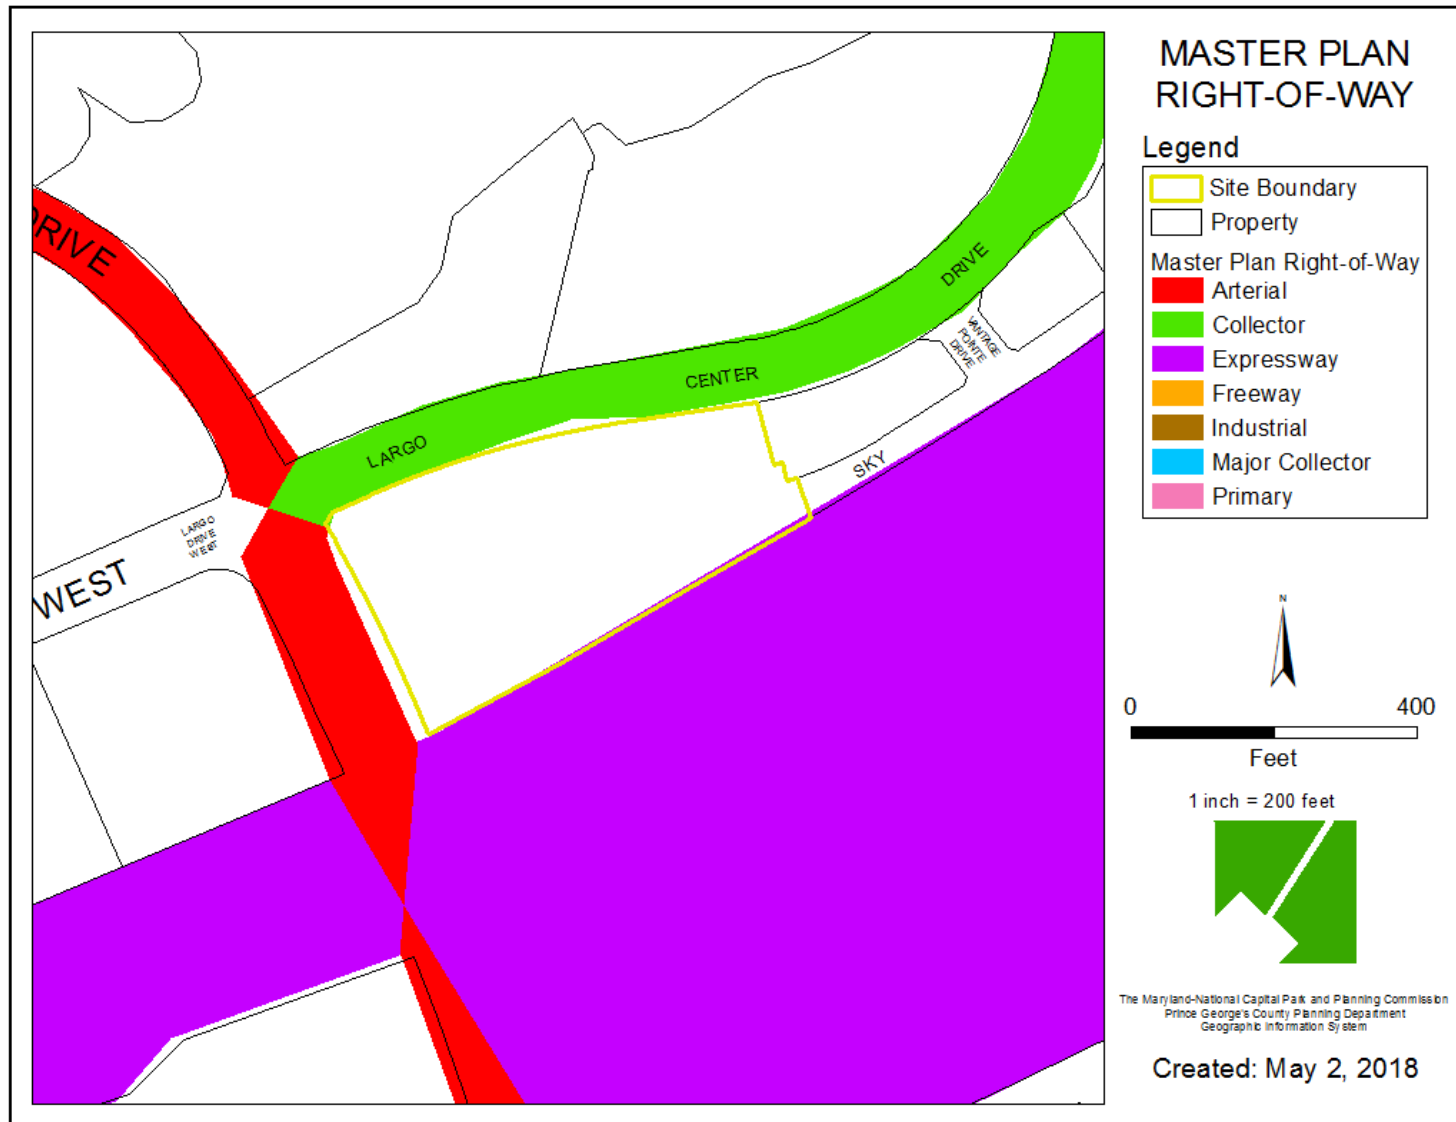 DRIVE
DRIVE
CENTER
LARGO
VANTAGE
POINTE
DRIVE
SKY
LARGO
DRIVE
WEST
WEST
MASTER PLAN
RIGHT-OF-WAY
Legend
Site Boundary
Property
Master Plan Right-of-Way
Arterial
Collector
Expressway
Freeway
Industrial
Major Collector
Primary
N
0 400
Feet
1 inch = 200 feet
The Maryland-National Capital Park and Planning Commission
Prince George's County Planning Department
Geographic Information System
Created: May 2, 2018